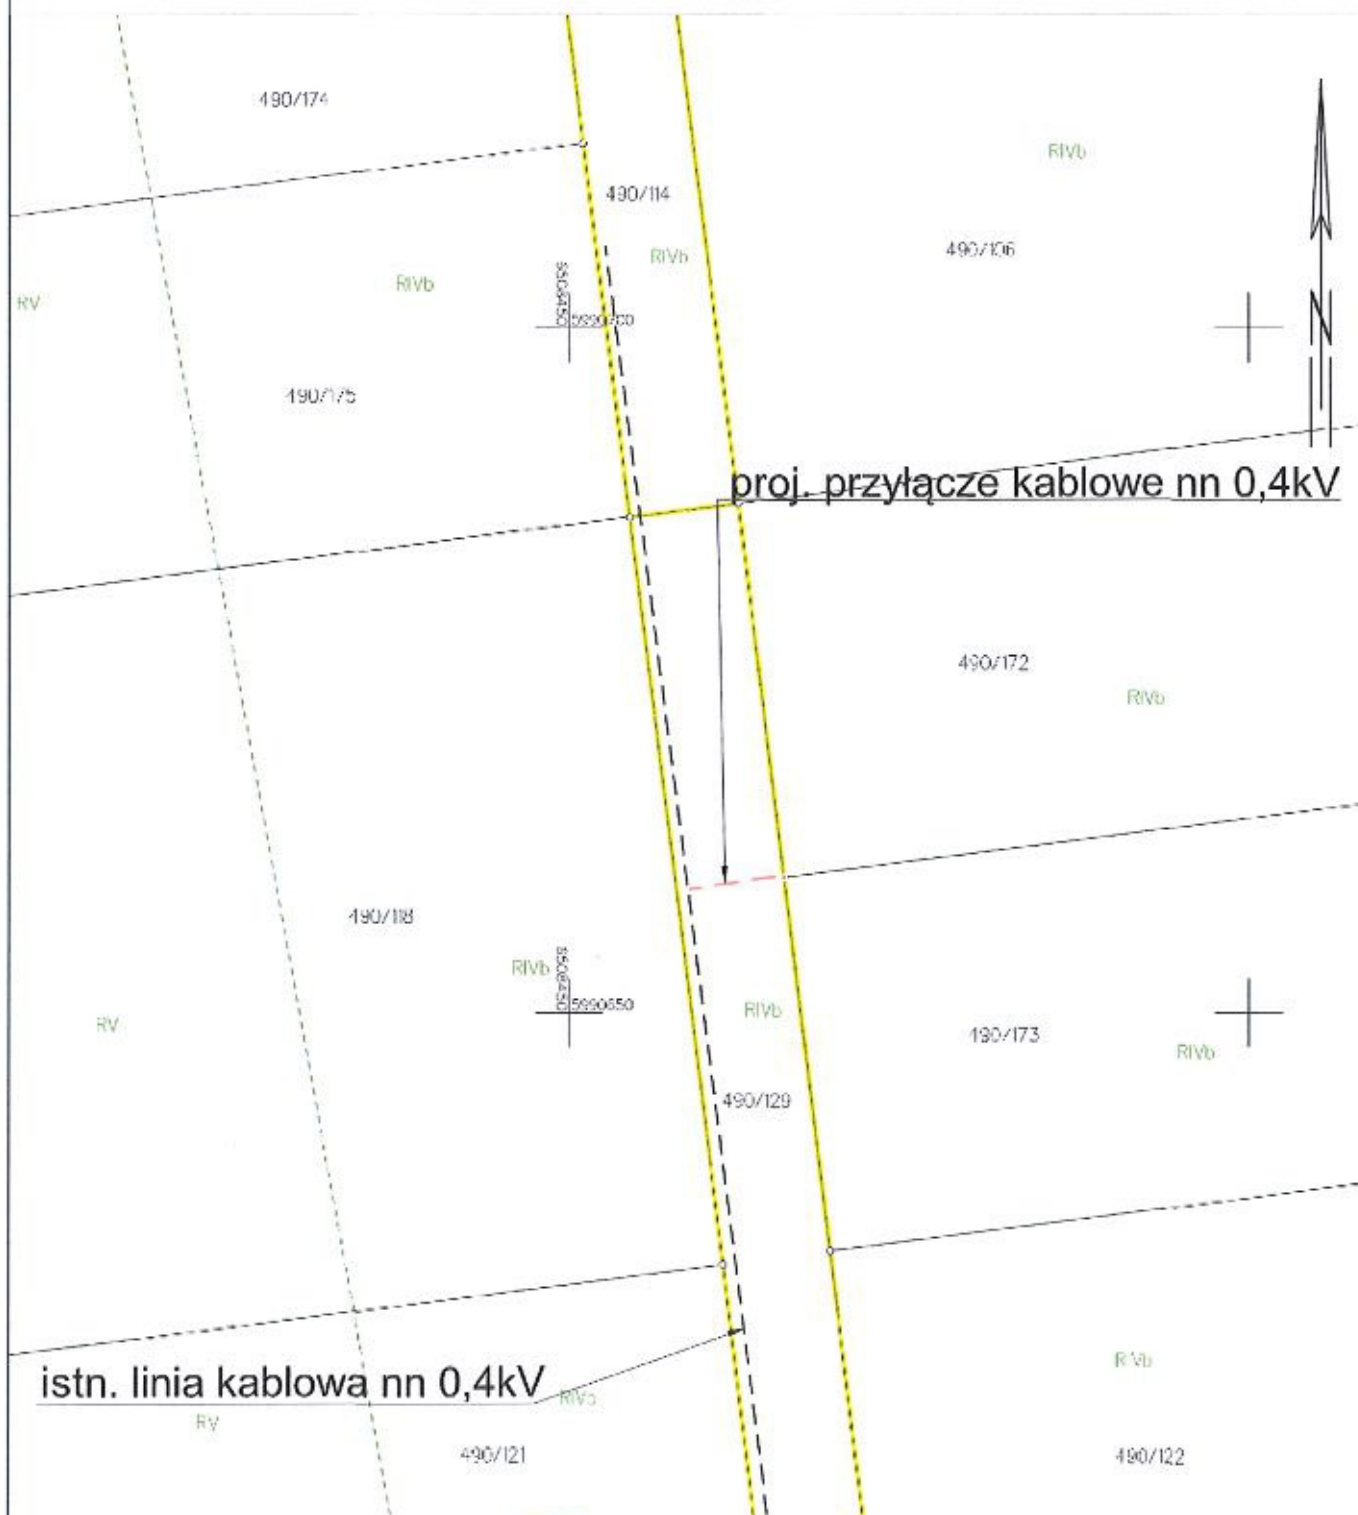 490/174
RIVb
490/114
490/106
RIVb
RIVb
RV
5990700
490/175
proj. przyłącze kablowe nn 0,4kV
490/172
RIVb
490/118
RIVb
5990650
RIVb
RV
490/173
RIVb
490/129
RIVb
istn. linia kablowa nn 0,4kV
RIVb
RV
490/121
490/122
N